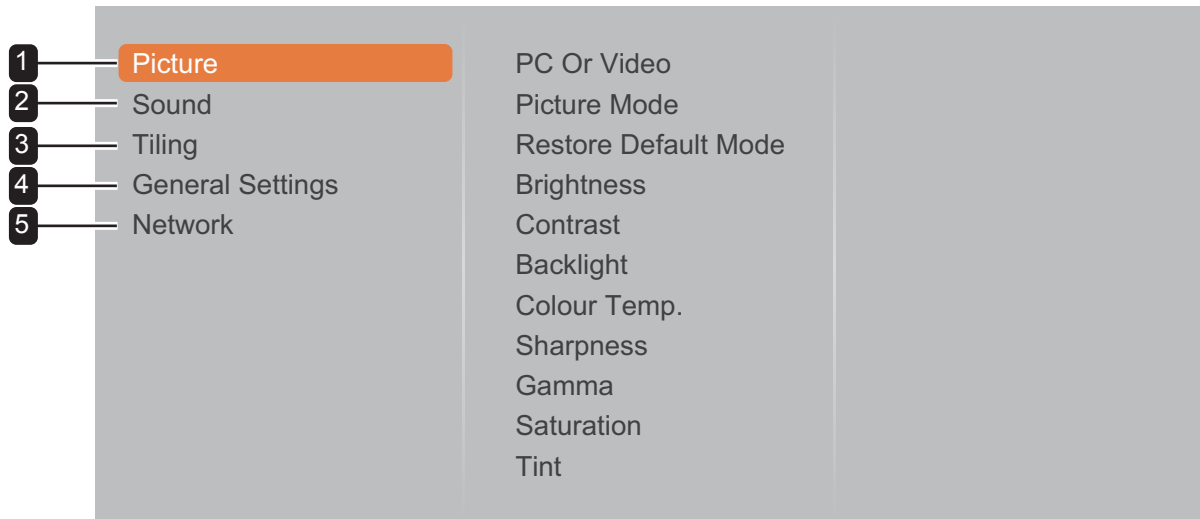 1 Picture
2 Sound
3 Tiling
4 General Settings
5 Network
PC Or Video
Picture Mode
Restore Default Mode
Brightness
Contrast
Backlight
Colour Temp.
Sharpness
Gamma
Saturation
Tint